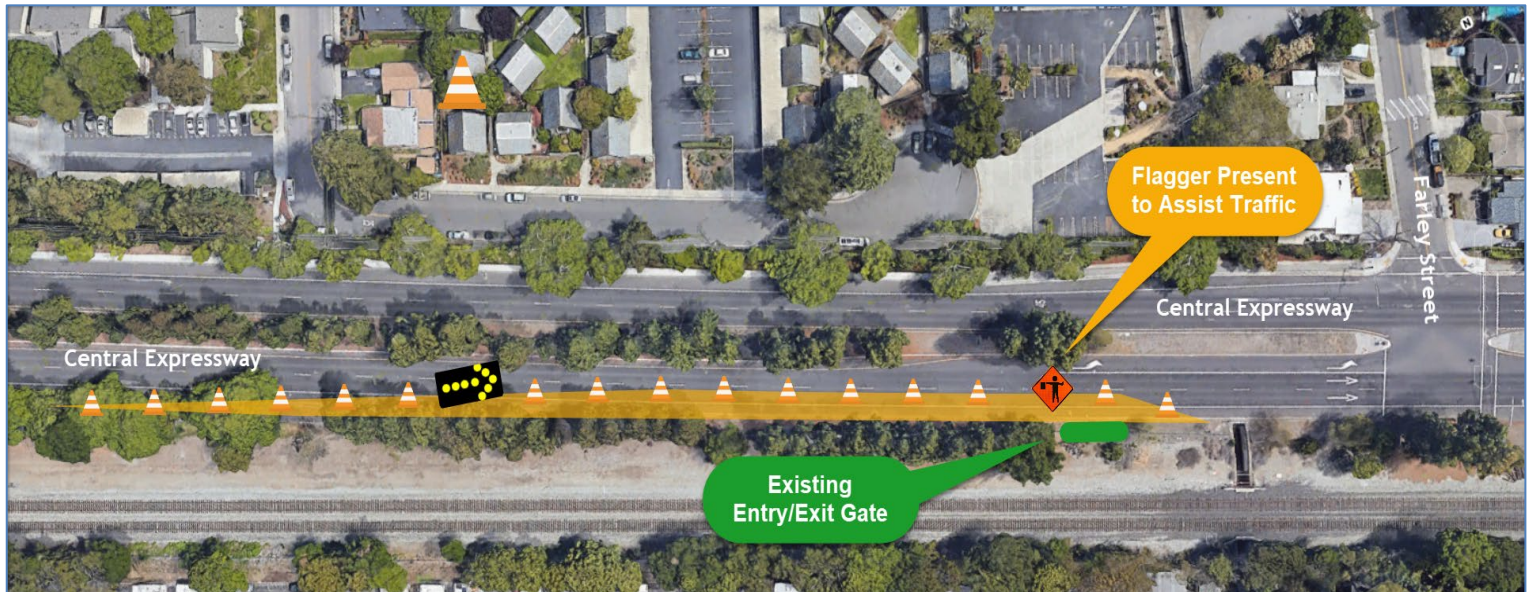 Flagger Present
to Assist Traffic
Farley Street
Central Expressway
Central Expressway
Existing
Entry/Exit Gate